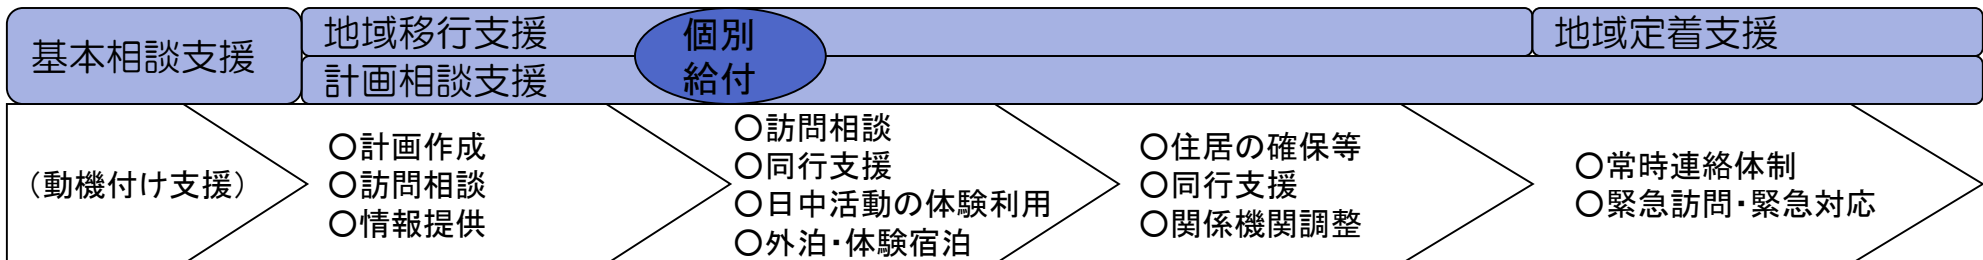 基本相談支援
地域移行支援
計画相談支援
個別
給付
地域定着支援
(動機付け支援)
○計画作成
○訪問相談
○情報提供
○訪問相談
○同行支援
○日中活動の体験利用
○外泊・体験宿泊
○住居の確保等
○同行支援
○関係機関調整
○常時連絡体制
○緊急訪問・緊急対応